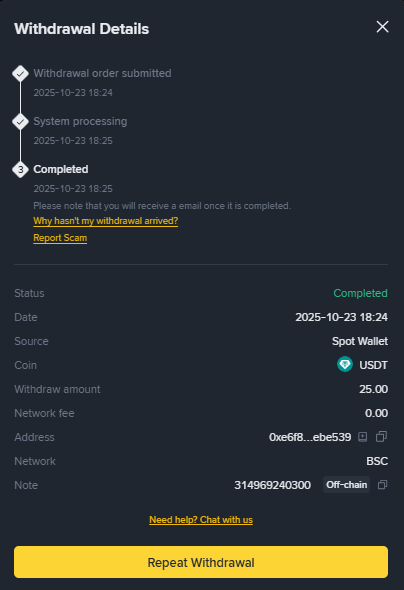 Withdrawal Details
Withdrawal order submitted
2025-10-23 18:24
System processing
2025-10-23 18:25
3 Completed
2025-10-23 18:25
Please note that you will receive a email once it is completed.
Why hasn't my withdrawal arrived?
Report Scam
Status Completed
Date 2025-10-23 18:24
Source Spot Wallet
Coin USDT
Withdraw amount 25.00
Network fee 0.00
Address 0xe6f8...ebe539
Network BSC
Note 314969240300 Off-chain
Need help? Chat with us
Repeat Withdrawal